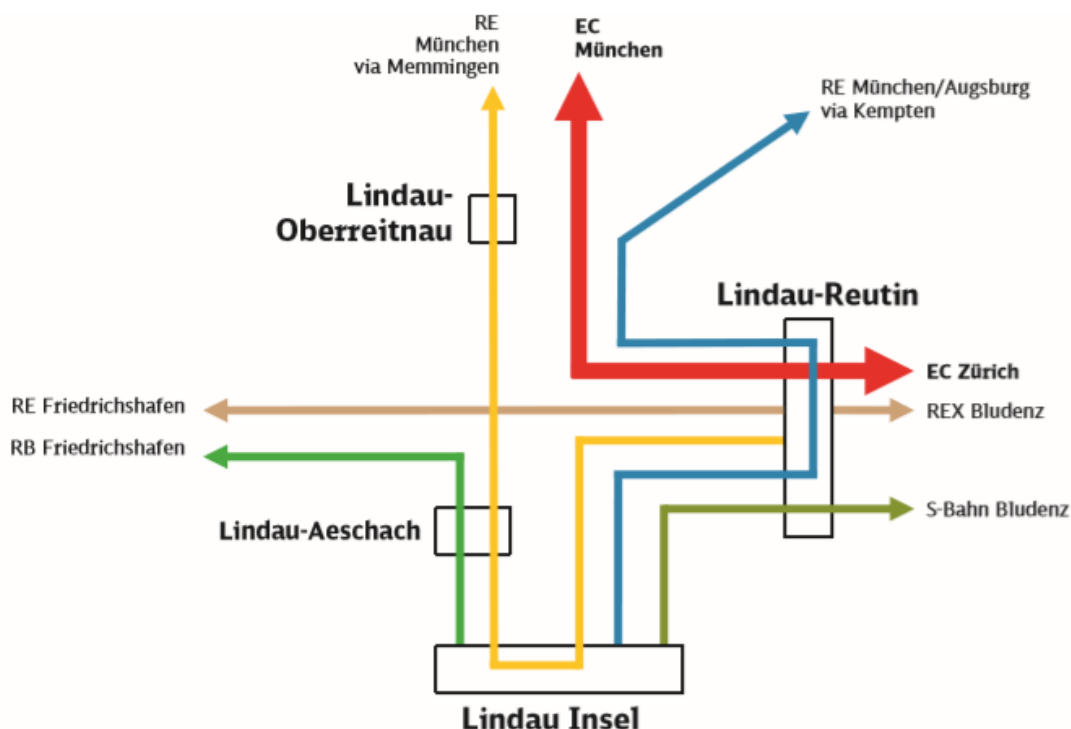 RE
München
via Memmingen
EC
München
RE München/Augsburg
via Kempten
Lindau-
Oberreitnau
Lindau-Reutin
EC Zürich
RE Friedrichshafen
REX Bludenz
RB Friedrichshafen
S-Bahn Bludenz
Lindau-Aeschach
Lindau Insel